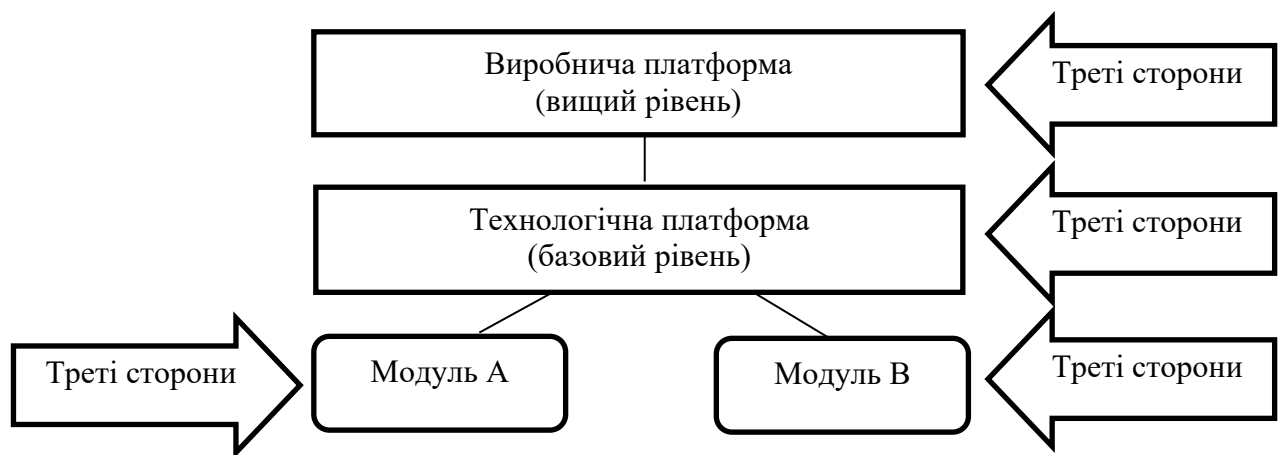 Виробнича платформа
(вищий рівень)
Треті сторони
Технологічна платформа
(базовий рівень)
Треті сторони
Треті сторони
Модуль А
Модуль В
Треті сторони